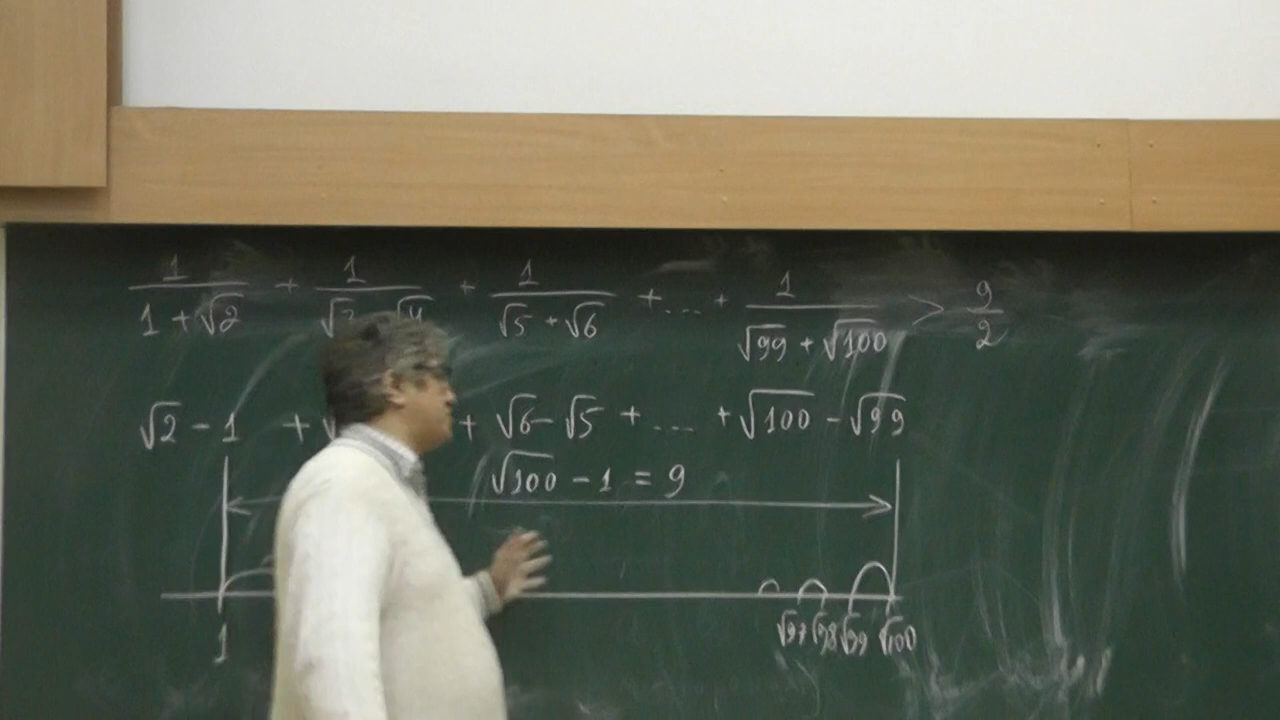 1/(1 + √2) + 1/(√3 + √4) + 1/(√5 + √6) + ... + 1/(√99 + √100) > 9/2
√2 - 1 + √ + √6 - √5 + ... + √100 - √99
√100 - 1 = 9
1 √97 √98 √99 √100